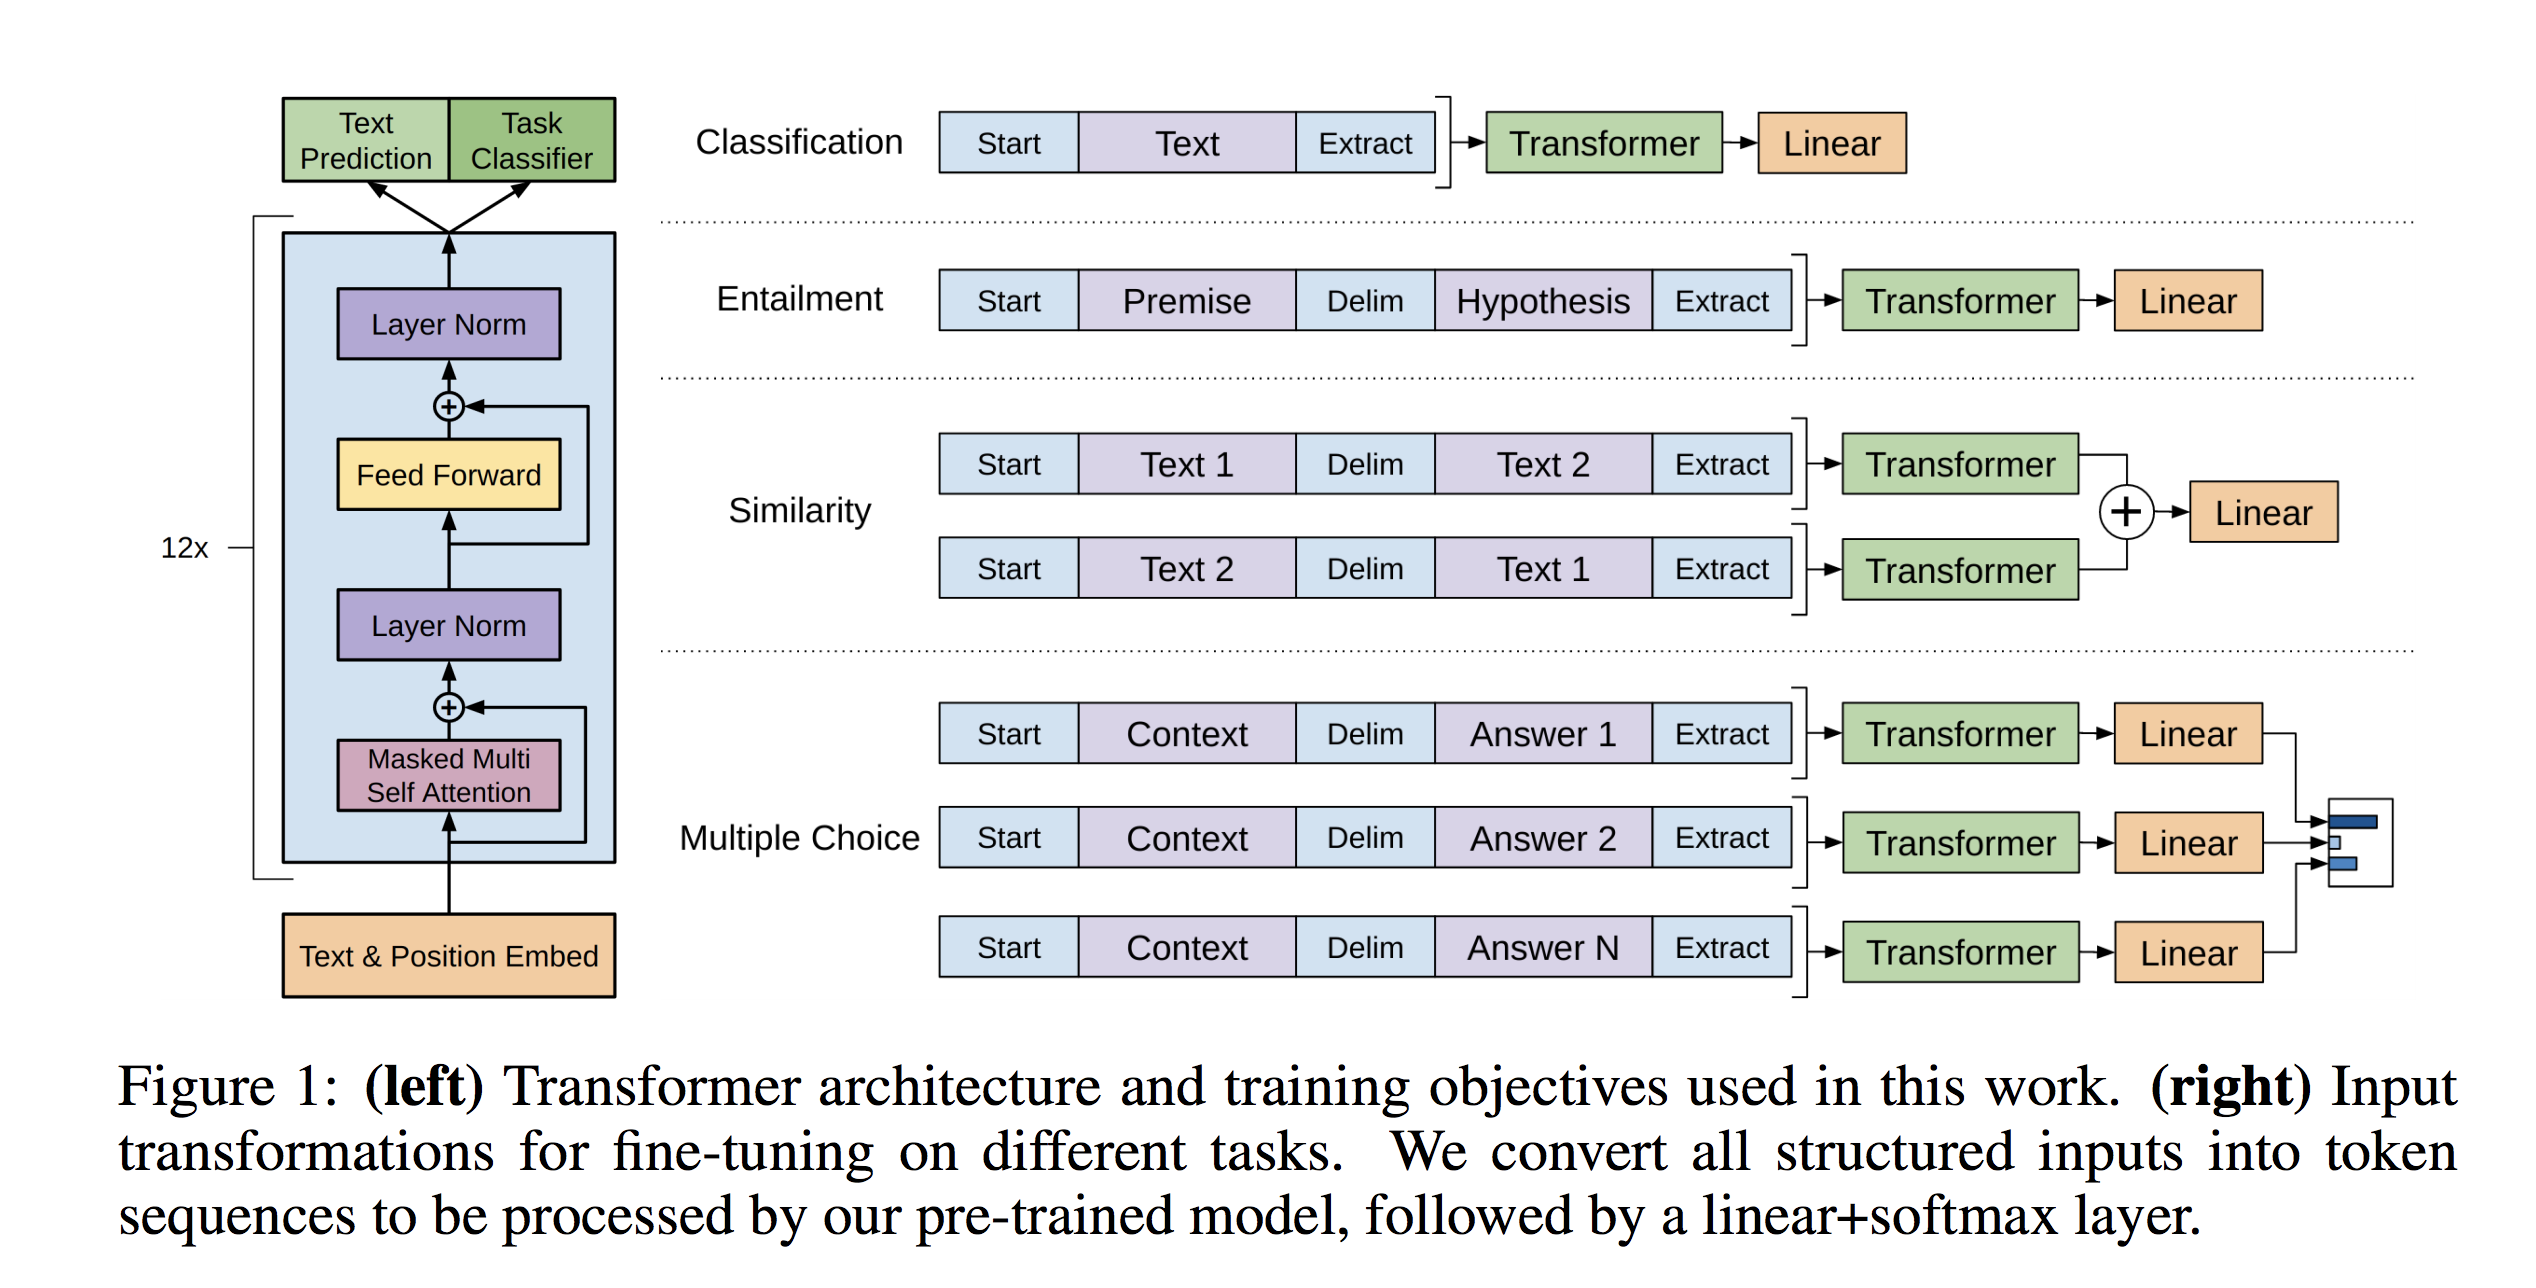 Text
Prediction
Task
Classifier
12x
Layer Norm
+
Feed Forward
Layer Norm
+
Masked Multi
Self Attention
Text & Position Embed
Classification Start Text Extract Transformer Linear
Entailment Start Premise Delim Hypothesis Extract Transformer Linear
Similarity
Start Text 1 Delim Text 2 Extract Transformer
+ Linear
Start Text 2 Delim Text 1 Extract Transformer
Start Context Delim Answer 1 Extract Transformer Linear
Multiple Choice Start Context Delim Answer 2 Extract Transformer Linear
Start Context Delim Answer N Extract Transformer Linear
Figure 1: (left) Transformer architecture and training objectives used in this work. (right) Input
transformations for fine-tuning on different tasks. We convert all structured inputs into token
sequences to be processed by our pre-trained model, followed by a linear+softmax layer.